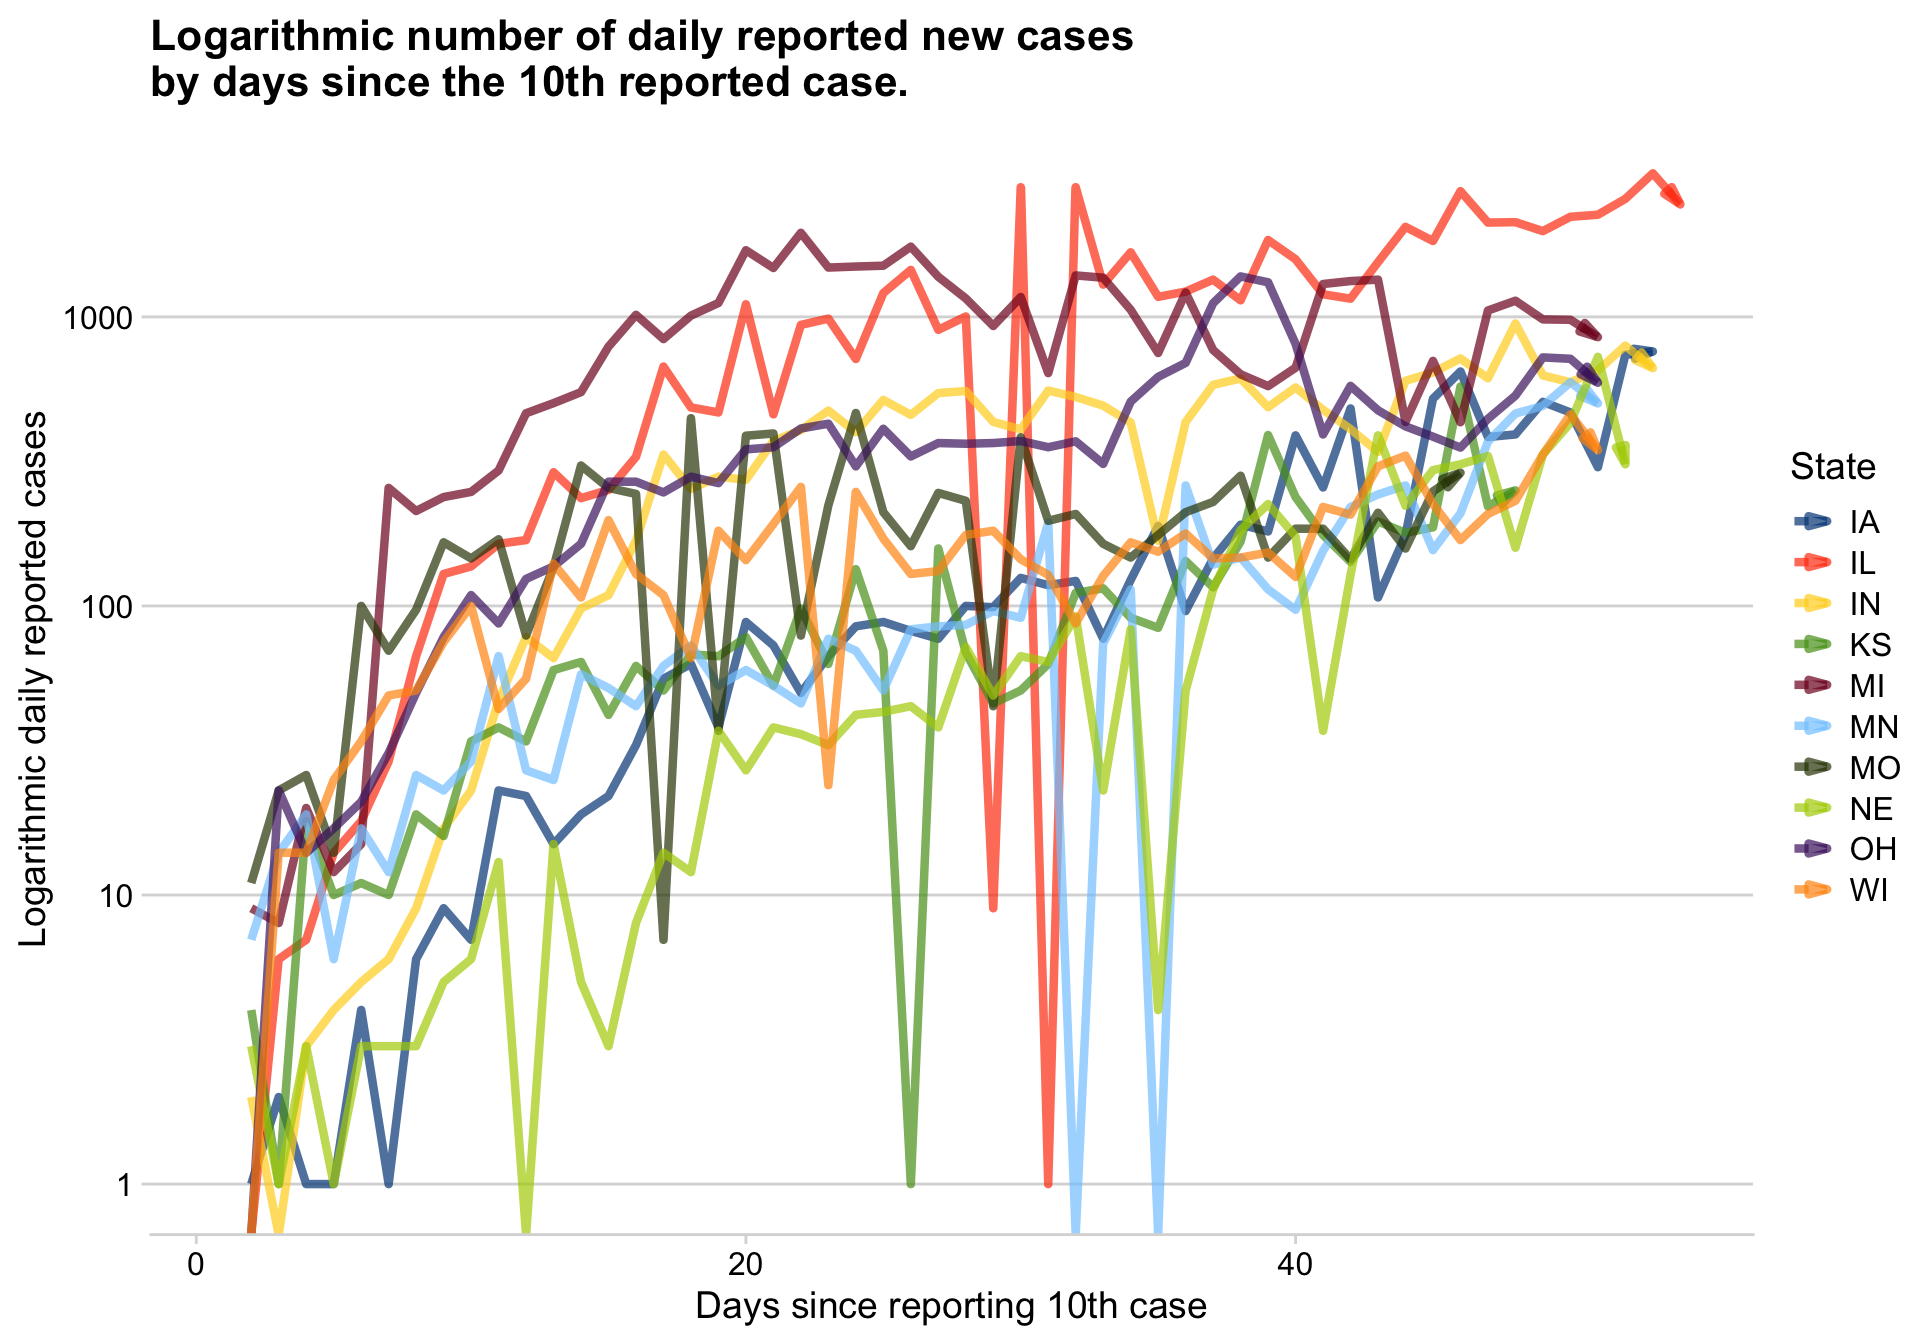 Logarithmic number of daily reported new cases
by days since the 10th reported case.
Logarithmic daily reported cases
1000
100
10
1
0 20 40
Days since reporting 10th case
State
IA
IL
IN
KS
MI
MN
MO
NE
OH
WI